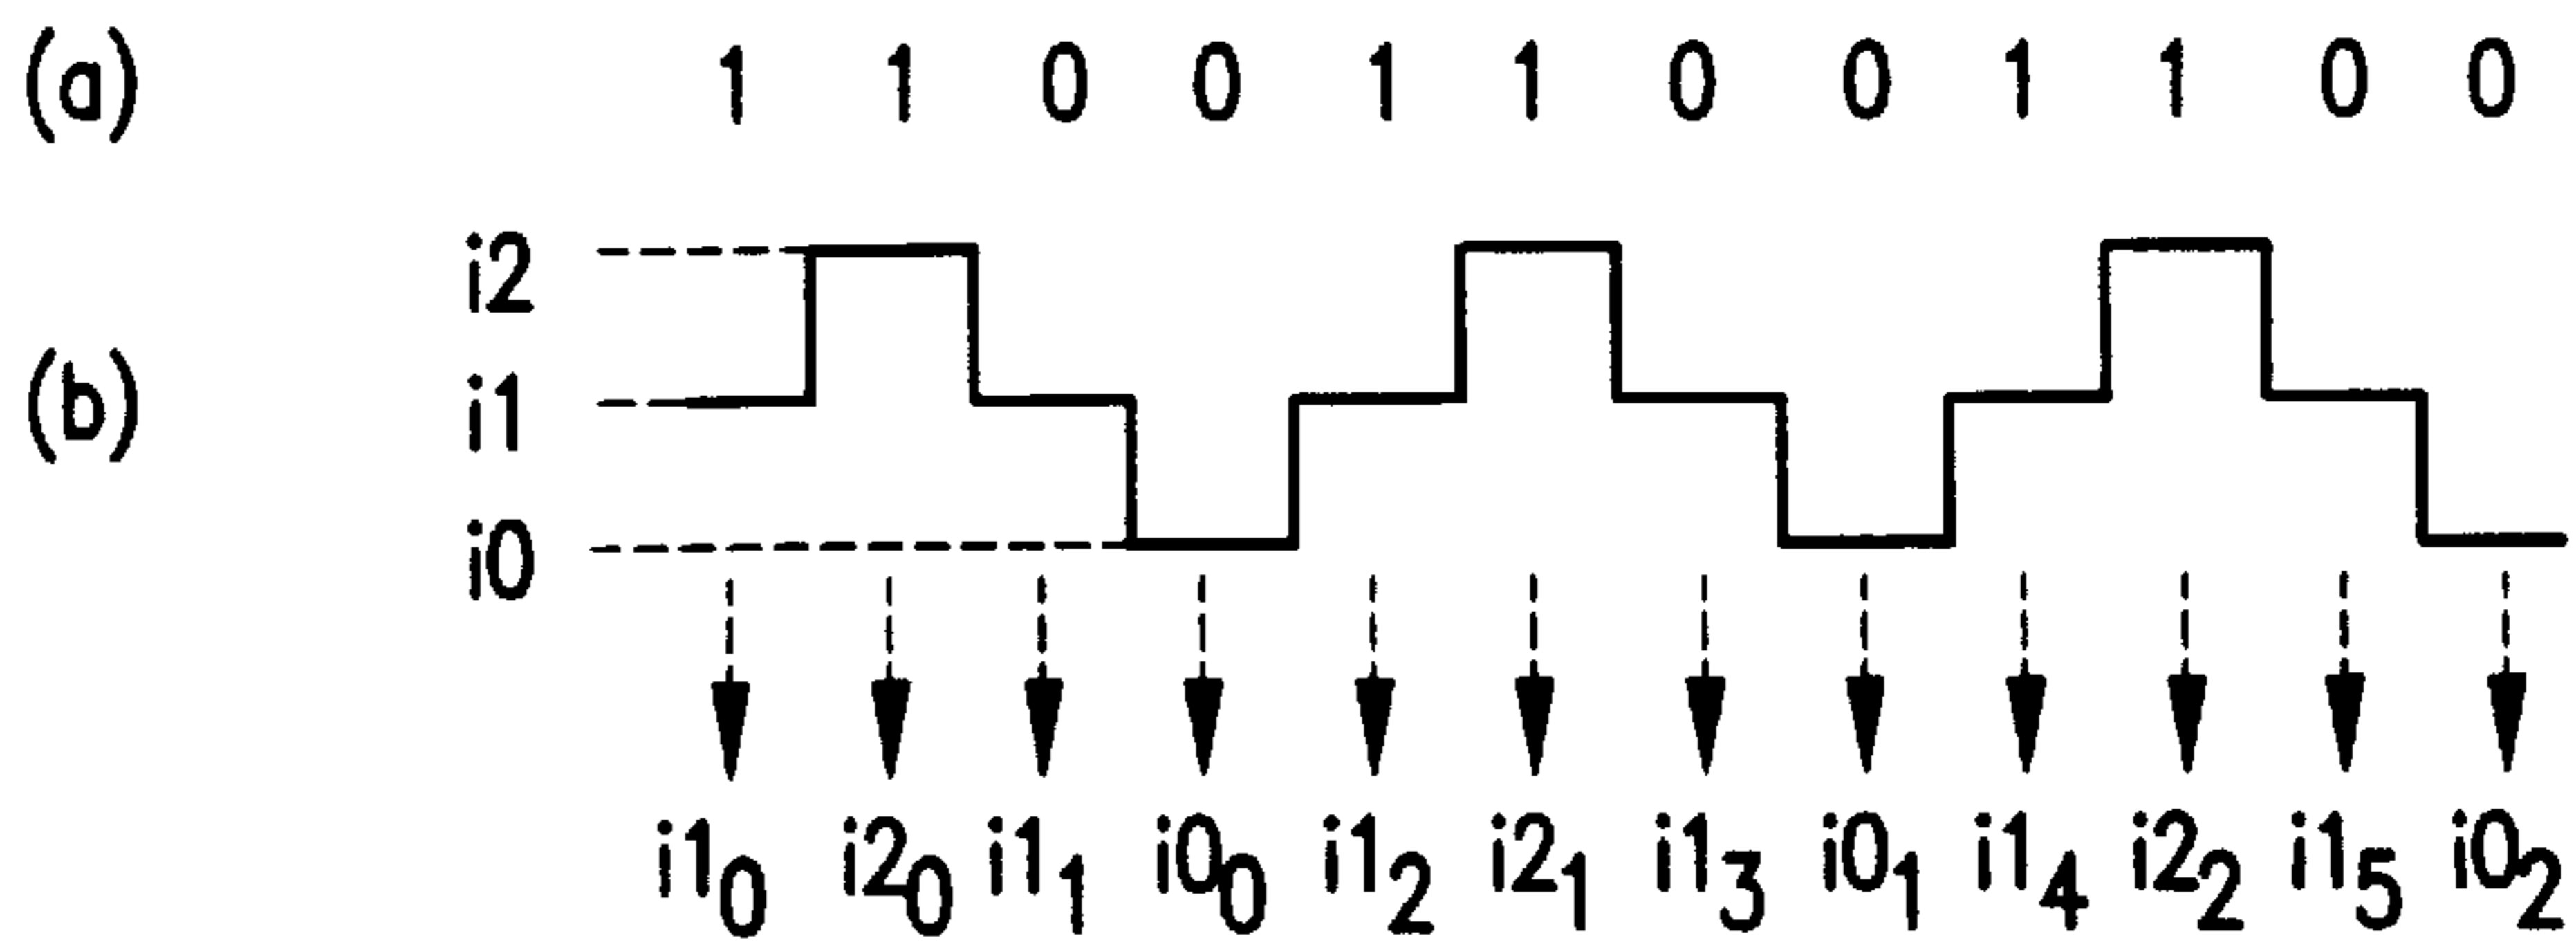 (a) 1 1 0 0 1 1 0 0 1 1 0 0
i2
(b) i1
i0
i1₀ i2₀ i1₁ i0₀ i1₂ i2₁ i1₃ i0₁ i1₄ i2₂ i1₅ i0₂